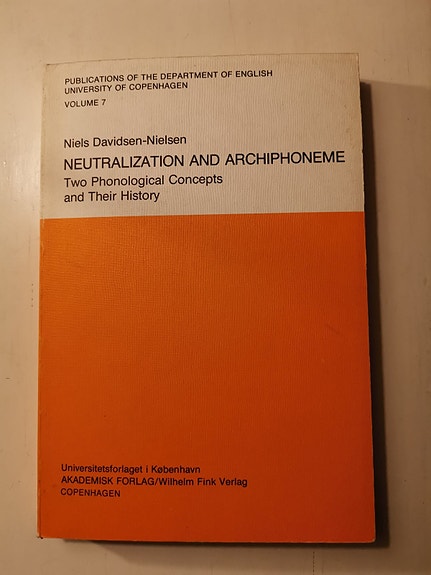 PUBLICATIONS OF THE DEPARTMENT OF ENGLISH
UNIVERSITY OF COPENHAGEN
VOLUME 7
Niels Davidsen-Nielsen
NEUTRALIZATION AND ARCHIPHONEME
Two Phonological Concepts
and Their History
Universitetsforlaget i København
AKADEMISK FORLAG/Wilhelm Fink Verlag
COPENHAGEN